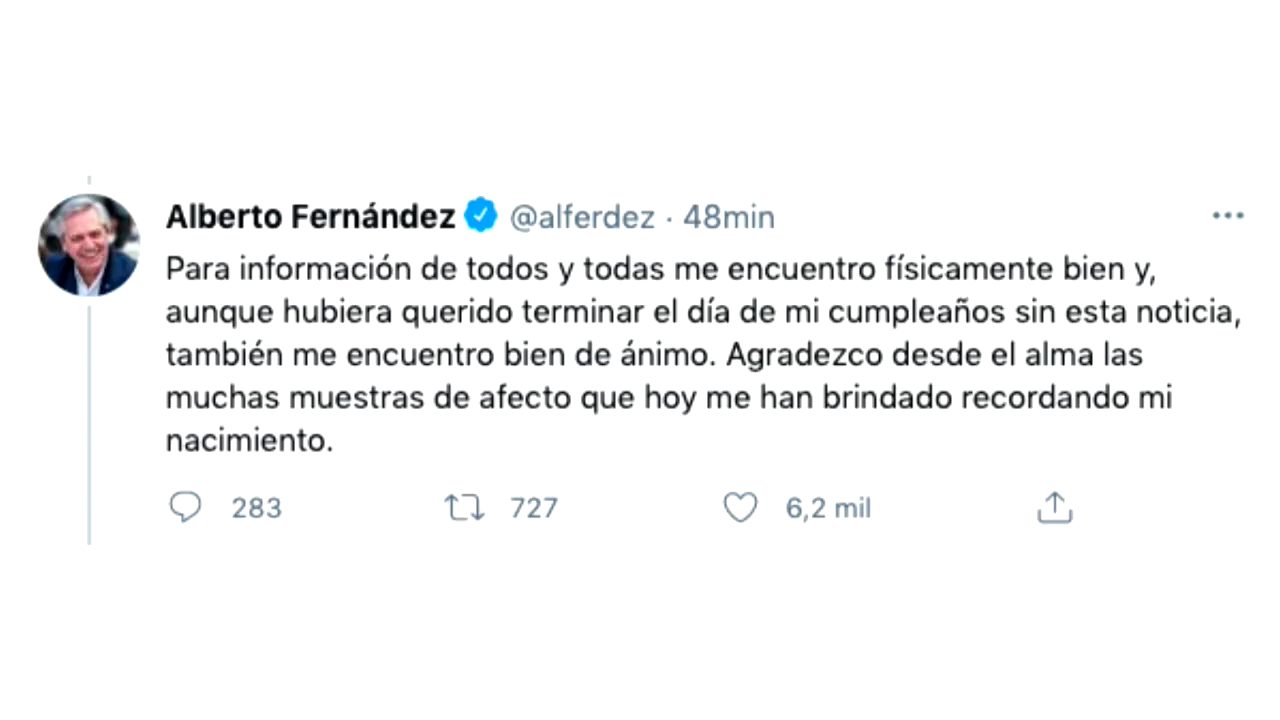 Alberto Fernández @alferdez · 48min
Para información de todos y todas me encuentro físicamente bien y,
aunque hubiera querido terminar el día de mi cumpleaños sin esta noticia,
también me encuentro bien de ánimo. Agradezco desde el alma las
muchas muestras de afecto que hoy me han brindado recordando mi
nacimiento.
283 727 6,2 mil